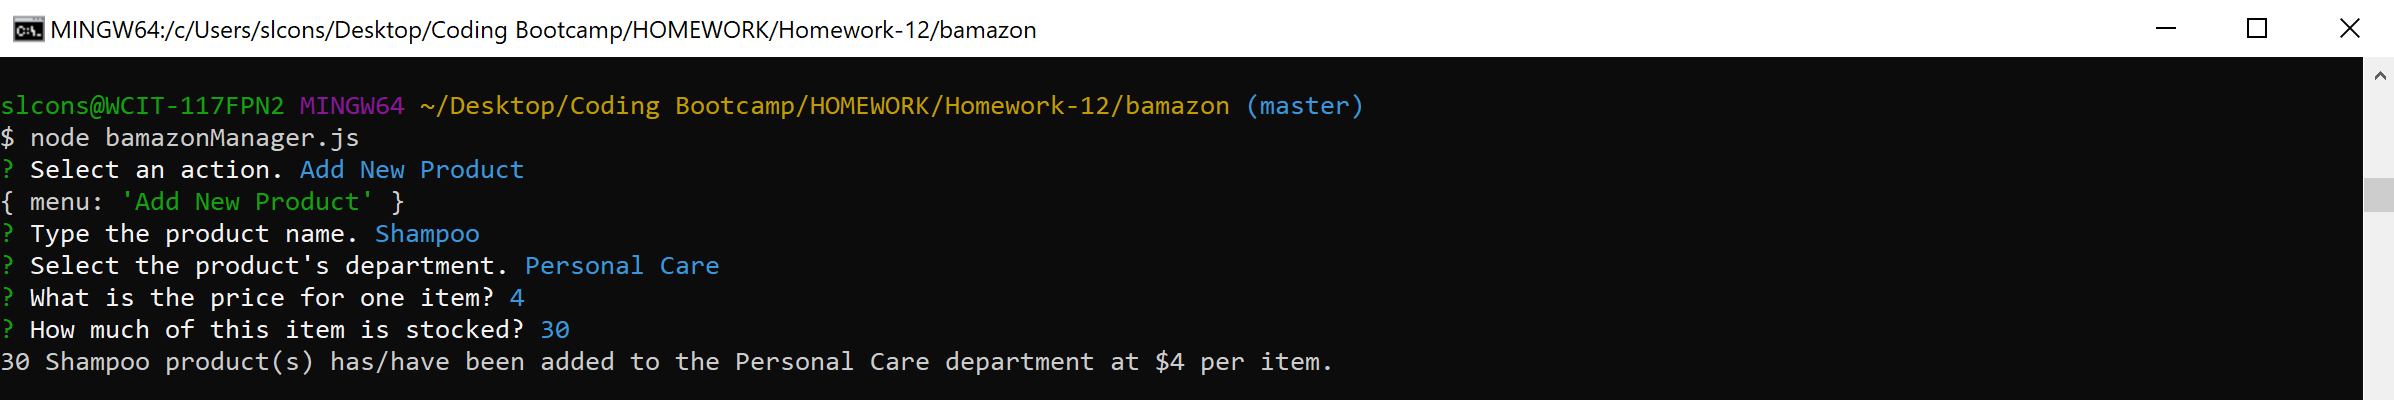 MINGW64:/c/Users/slcons/Desktop/Coding Bootcamp/HOMEWORK/Homework-12/bamazon
slcons@WCIT-117FPN2 MINGW64 ~/Desktop/Coding Bootcamp/HOMEWORK/Homework-12/bamazon (master)
$ node bamazonManager.js
? Select an action. Add New Product
{ menu: 'Add New Product' }
? Type the product name. Shampoo
? Select the product's department. Personal Care
? What is the price for one item? 4
? How much of this item is stocked? 30
30 Shampoo product(s) has/have been added to the Personal Care department at $4 per item.